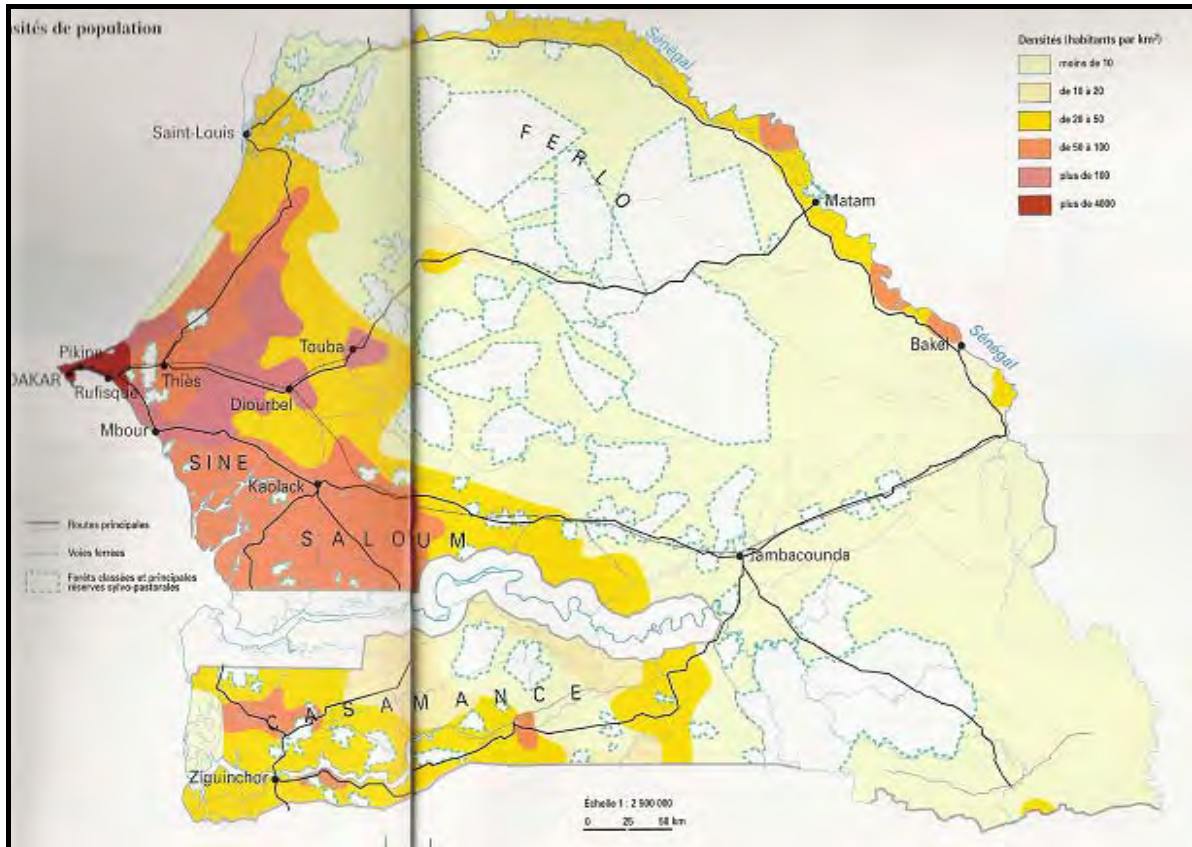 sités de population
Densités (habitants par km²)
moins de 10
de 10 à 20
de 20 à 50
de 50 à 100
plus de 100
plus de 4000
Sénégal
Saint-Louis
FERLO
Matam
Sénégal
Bakel
Pikine
DAKAR
Rufisque
Thiès
Touba
Diourbel
Mbour
SINE
Kaolack
SALOUM
Tambacounda
Routes principales
Voies ferrées
Forêts classées et principales
réserves sylvo-pastorales
CASAMANCE
Ziguinchor
Échelle 1 : 2 500 000
0 25 50 km